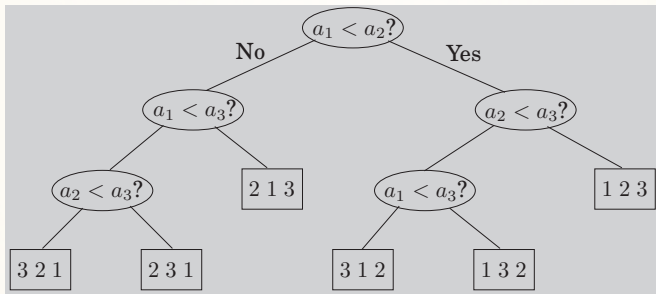 a₁ < a₂?
No Yes
a₁ < a₃? a₂ < a₃?
a₂ < a₃? 2 1 3 a₁ < a₃? 1 2 3
3 2 1 2 3 1 3 1 2 1 3 2